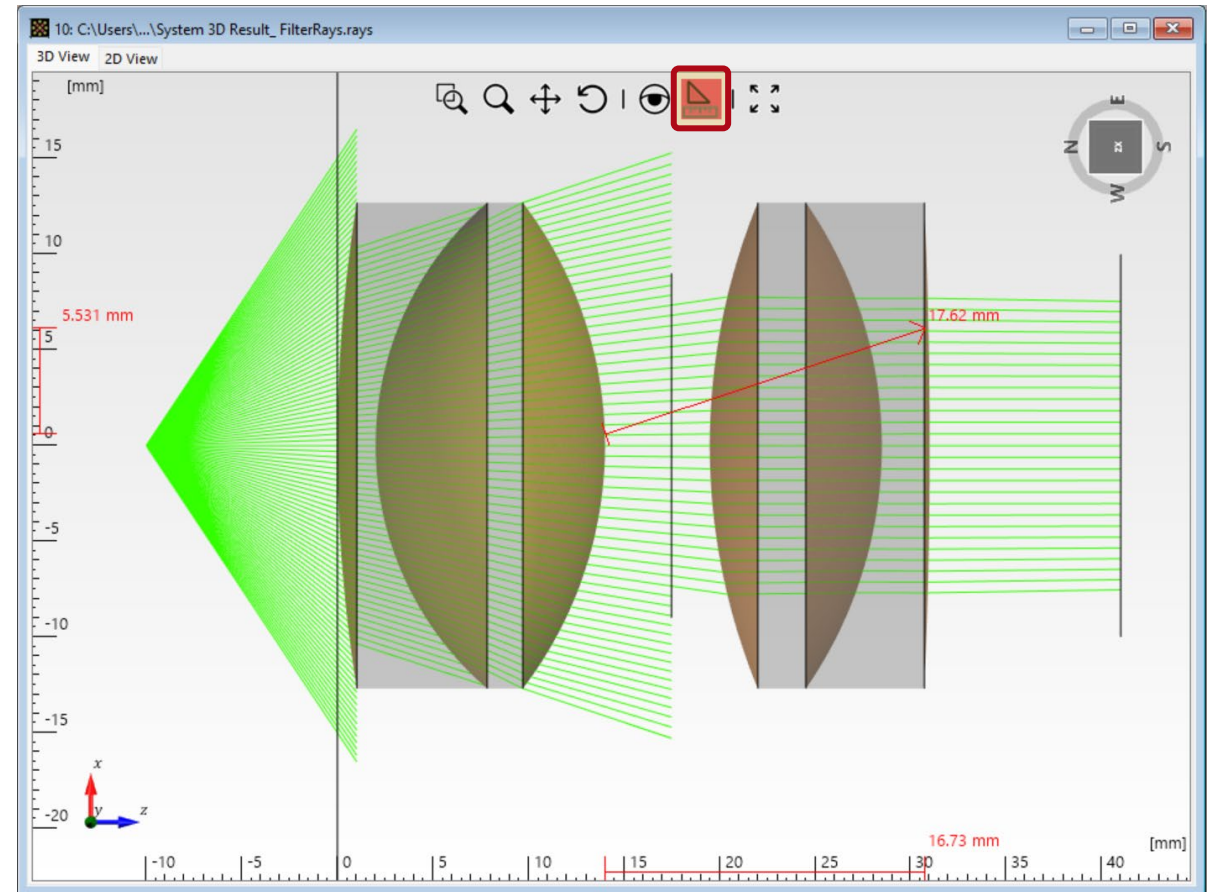 10: C:\Users\...\System 3D Result_ FilterRays.rays
3D View 2D View
[mm]
E
N ZX S
W
15
10
5.531 mm
17.62 mm
5
0
-5
-10
-15
x
y z
-20
16.73 mm
[mm]
-10 -5 0 5 10 15 20 25 30 35 40